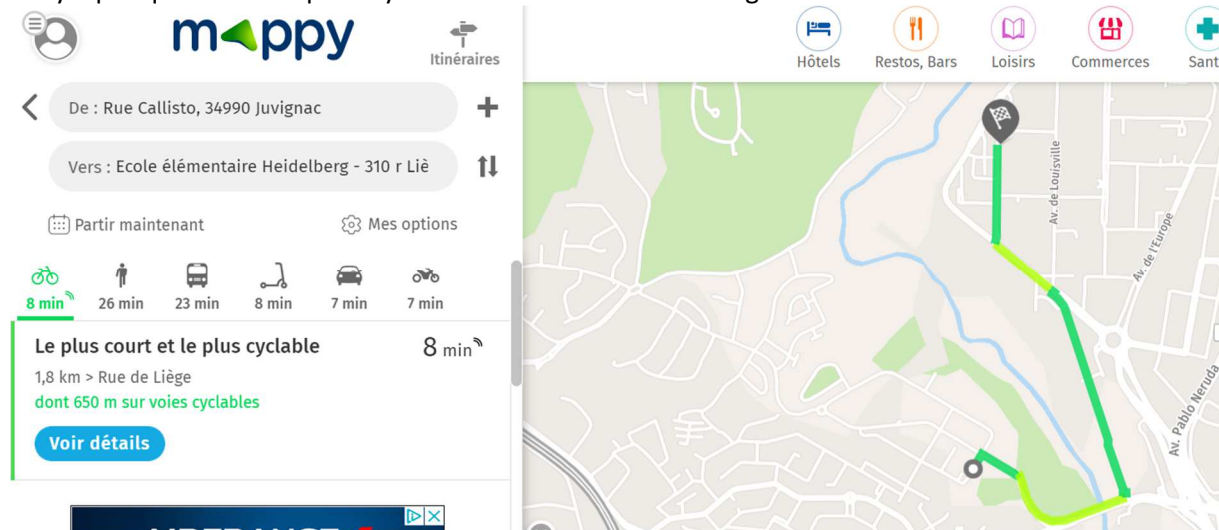 mappy
Itinéraires
Hôtels
Restos, Bars
Loisirs
Commerces
Sant
De : Rue Callisto, 34990 Juvignac
Vers : Ecole élémentaire Heidelberg - 310 r Liè
Partir maintenant
Mes options
8 min
26 min
23 min
8 min
7 min
7 min
Le plus court et le plus cyclable
8 min
1,8 km > Rue de Liège
dont 650 m sur voies cyclables
Voir détails
Av. de Louisville
Av. de l'Europe
Av. Pablo Neruda